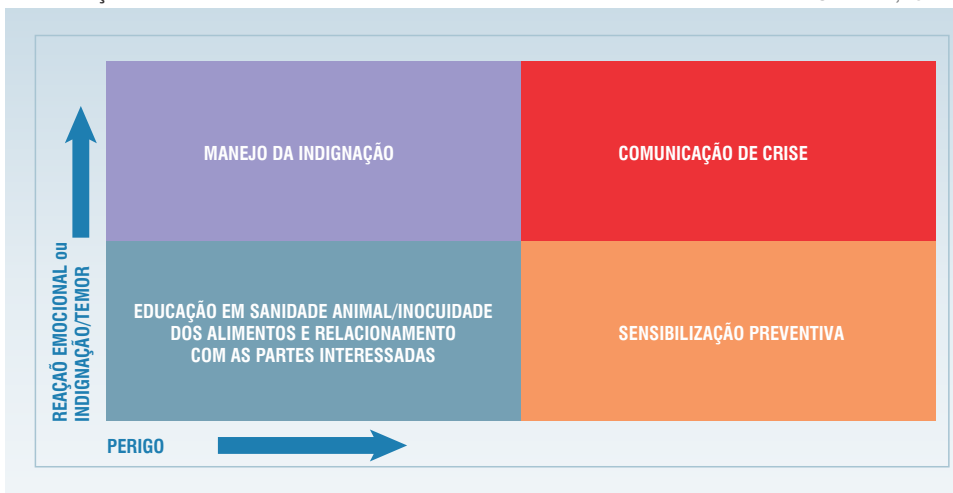 MANEJO DA INDIGNAÇÃO
COMUNICAÇÃO DE CRISE
EDUCAÇÃO EM SANIDADE ANIMAL/INOCUIDADE
DOS ALIMENTOS E RELACIONAMENTO
COM AS PARTES INTERESSADAS
SENSIBILIZAÇÃO PREVENTIVA
REAÇAÕ EMOCIONAL ou
INDIGNAÇÃO/TEMOR
PERIGO